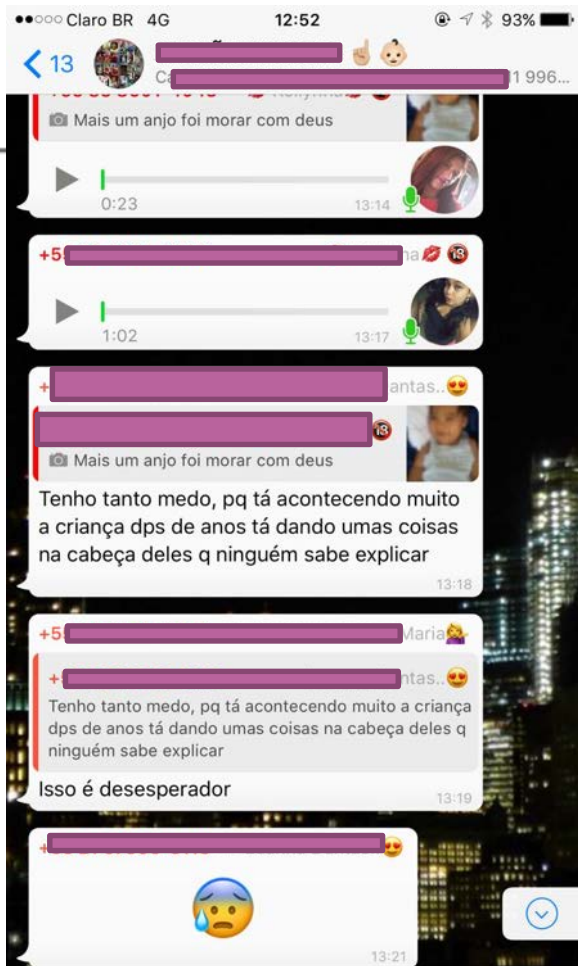 Claro BR 4G 12:52 93%
13
11 996...
Mais um anjo foi morar com deus
0:23 13:14
+5
1:02 13:17
+ antas..
Mais um anjo foi morar com deus
Tenho tanto medo, pq tá acontecendo muito
a criança dps de anos tá dando umas coisas
na cabeça deles q ninguém sabe explicar
13:18
+5 Maria
+ ntas..
Tenho tanto medo, pq tá acontecendo muito a criança
dps de anos tá dando umas coisas na cabeça deles q
ninguém sabe explicar
Isso é desesperador
13:19
13:21